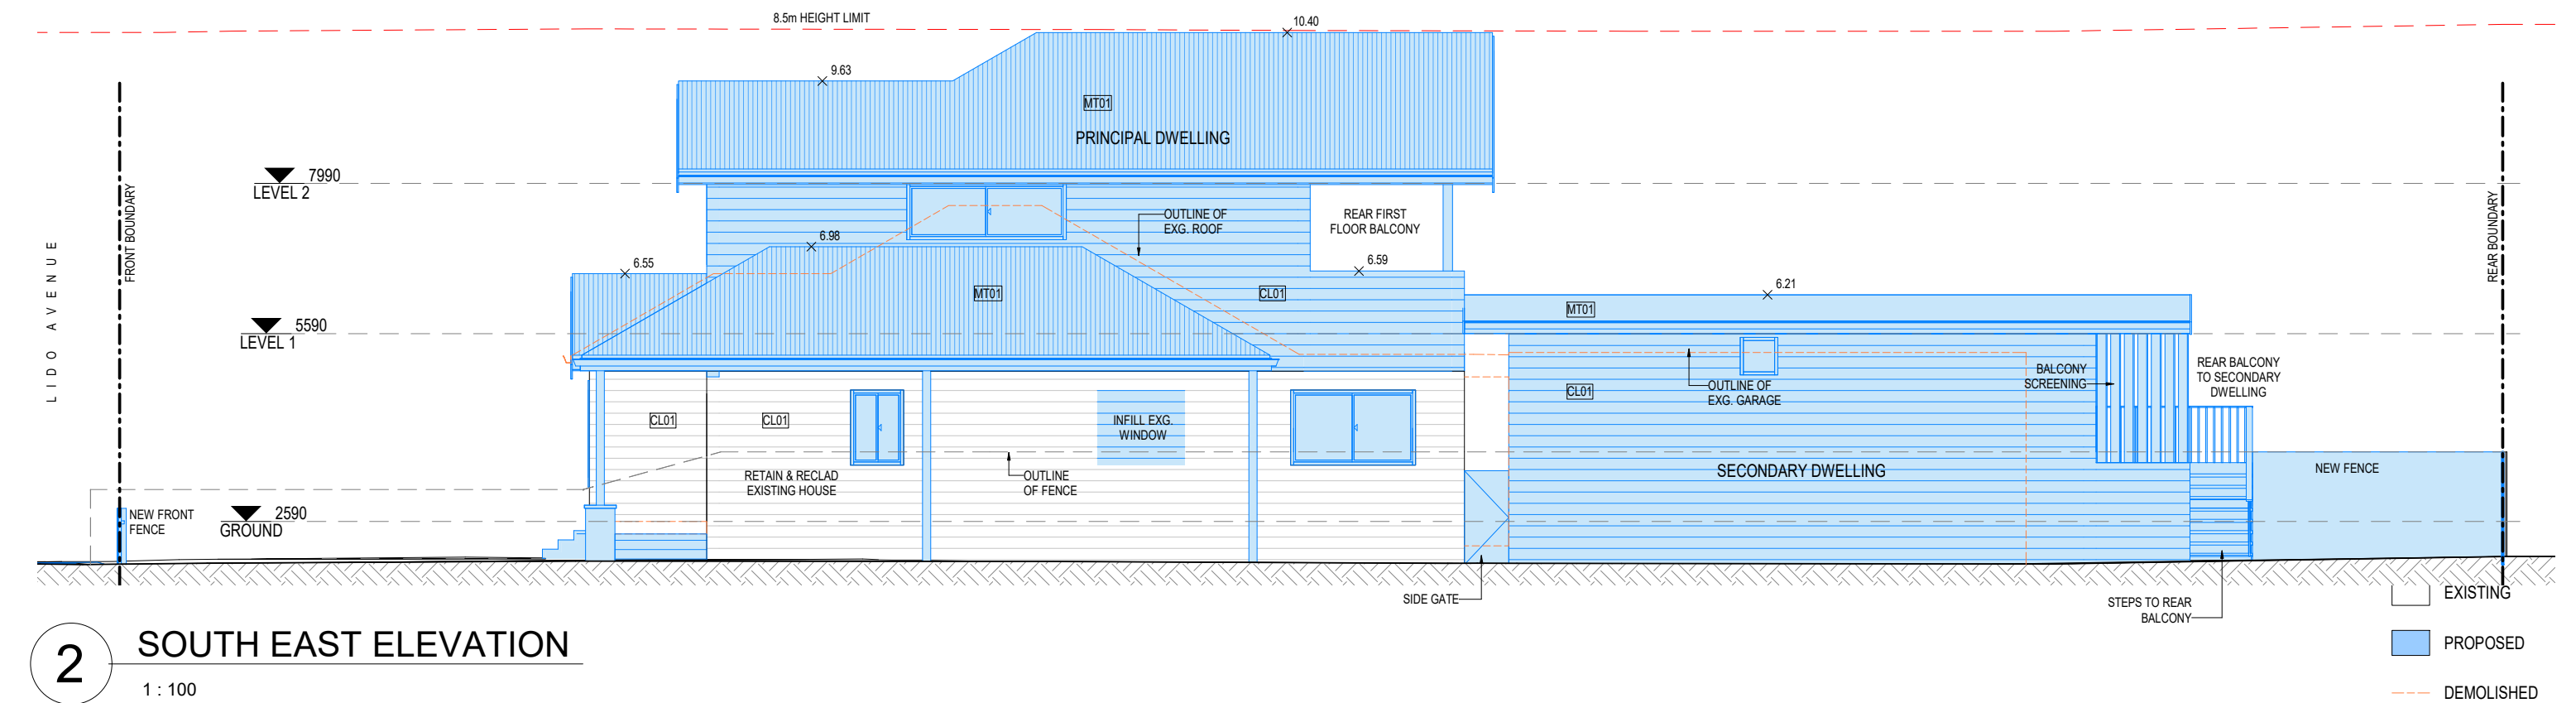 8.5m HEIGHT LIMIT
10.40
9.63
MT01
PRINCIPAL DWELLING
7990
LEVEL 2
FRONT BOUNDARY
REAR BOUNDARY
LIDO AVENUE
OUTLINE OF
EXG. ROOF
REAR FIRST
FLOOR BALCONY
6.98
6.55
6.59
6.21
MT01
CL01
MT01
5590
LEVEL 1
BALCONY
SCREENING
REAR BALCONY
TO SECONDARY
DWELLING
OUTLINE OF
EXG. GARAGE
CL01
CL01
CL01
INFILL EXG.
WINDOW
RETAIN & RECLAD
EXISTING HOUSE
OUTLINE
OF FENCE
SECONDARY DWELLING
NEW FENCE
NEW FRONT
FENCE
2590
GROUND
SIDE GATE
STEPS TO REAR
BALCONY
EXISTING
PROPOSED
DEMOLISHED
2
SOUTH EAST ELEVATION
1 : 100